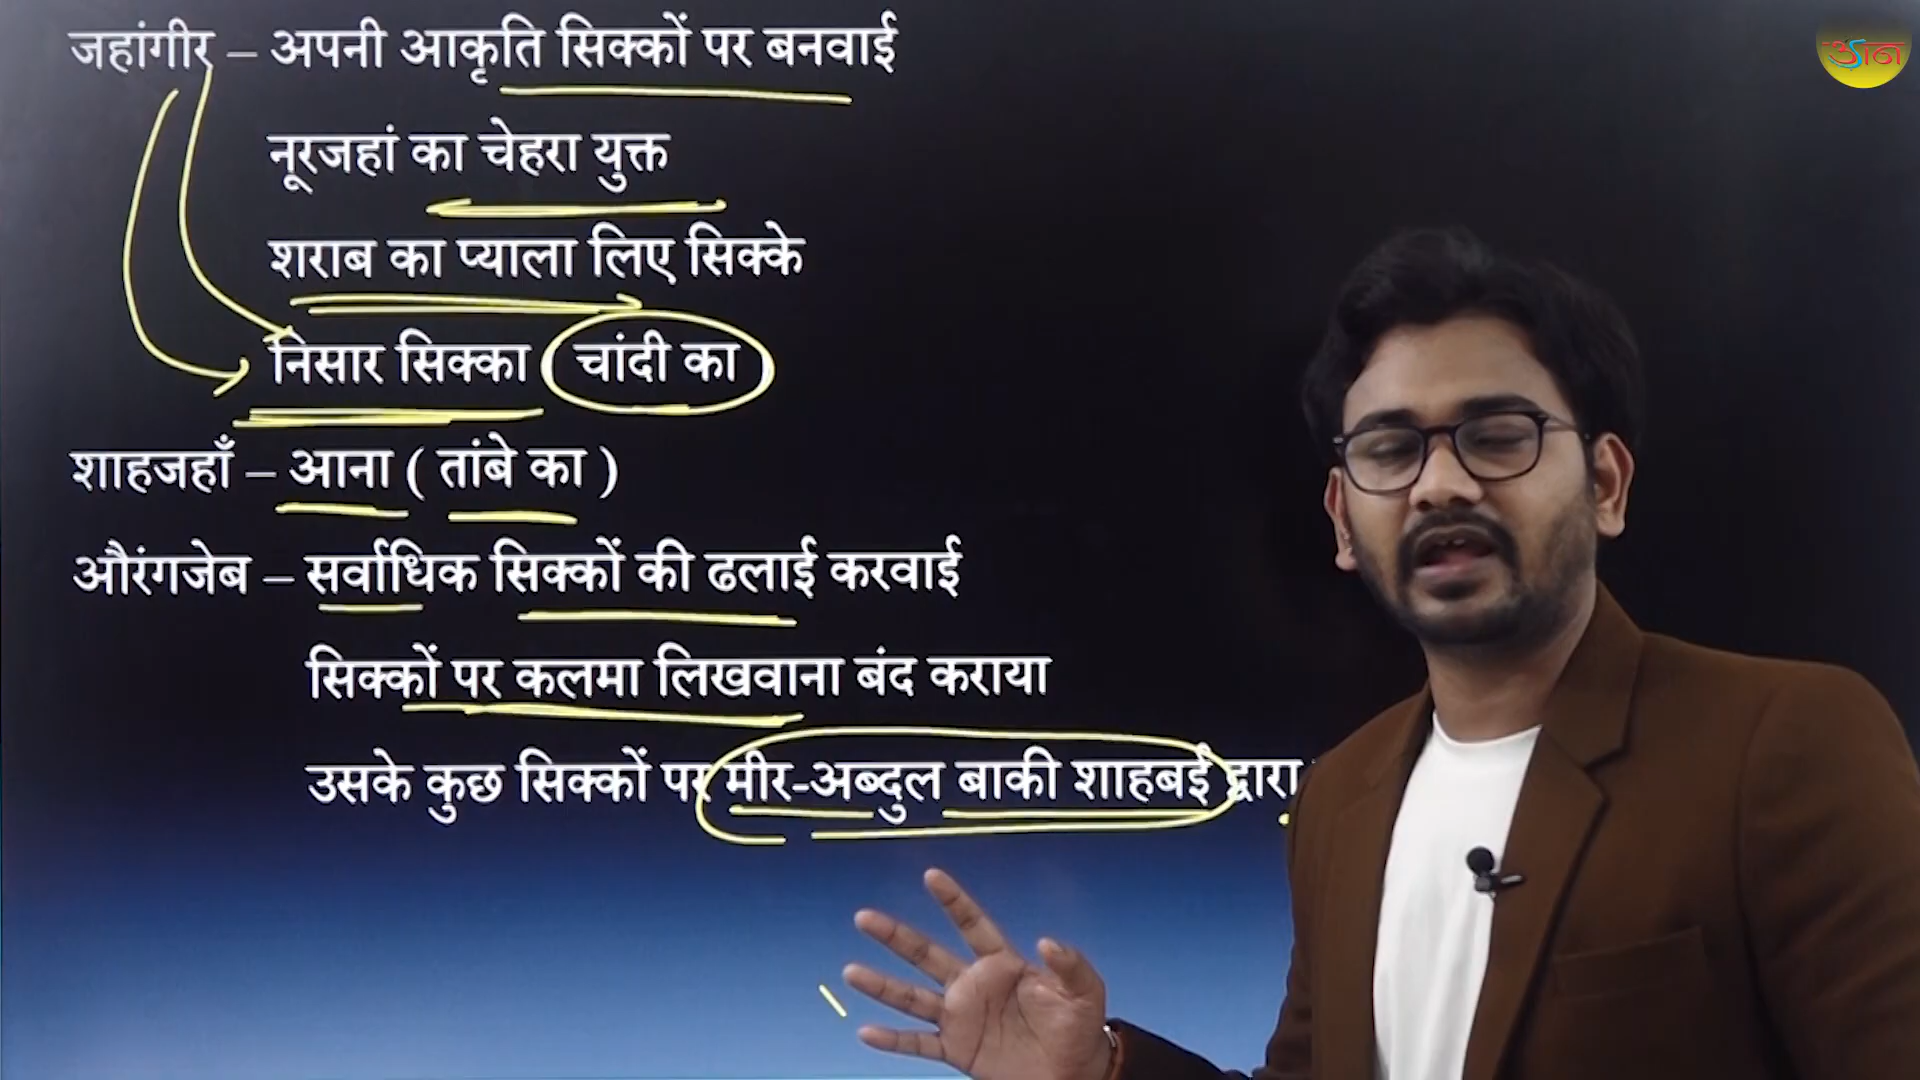 जहांगीर – अपनी आकृति सिक्कों पर बनवाई
नूरजहां का चेहरा युक्त
शराब का प्याला लिए सिक्के
निसार सिक्का चांदी का
शाहजहाँ – आना ( तांबे का )
औरंगजेब – सर्वाधिक सिक्कों की ढलाई करवाई
सिक्कों पर कलमा लिखवाना बंद कराया
उसके कुछ सिक्कों पर मीर-अब्दुल बाकी शाहबई द्वारा